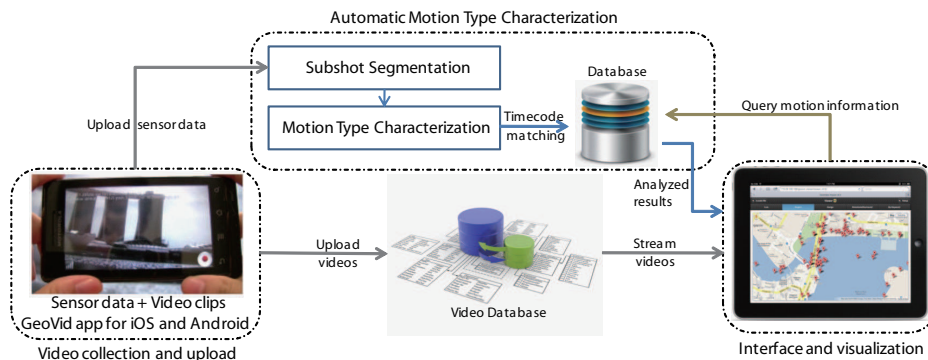 Automatic Motion Type Characterization
Subshot Segmentation
Database
Motion Type Characterization
Timecode
matching
Query motion information
Upload sensor data
Analyzed
results
Upload
videos
Stream
videos
Sensor data + Video clips
GeoVid app for iOS and Android
Video Database
Video collection and upload
Interface and visualization